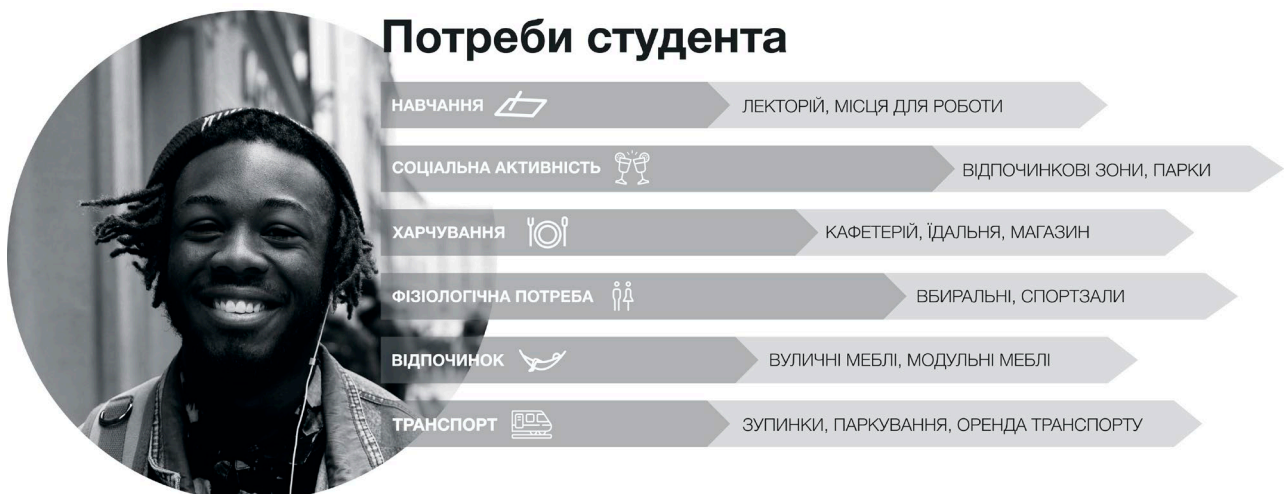 Потреби студента
НАВЧАННЯ
ЛЕКТОРІЙ, МІСЦЯ ДЛЯ РОБОТИ
СОЦІАЛЬНА АКТИВНІСТЬ
ВІДПОЧИНКОВІ ЗОНИ, ПАРКИ
ХАРЧУВАННЯ
КАФЕТЕРІЙ, ЇДАЛЬНЯ, МАГАЗИН
ФІЗІОЛОГІЧНА ПОТРЕБА
ВБИРАЛЬНІ, СПОРТЗАЛИ
ВІДПОЧИНОК
ВУЛИЧНІ МЕБЛІ, МОДУЛЬНІ МЕБЛІ
ТРАНСПОРТ
ЗУПИНКИ, ПАРКУВАННЯ, ОРЕНДА ТРАНСПОРТУ